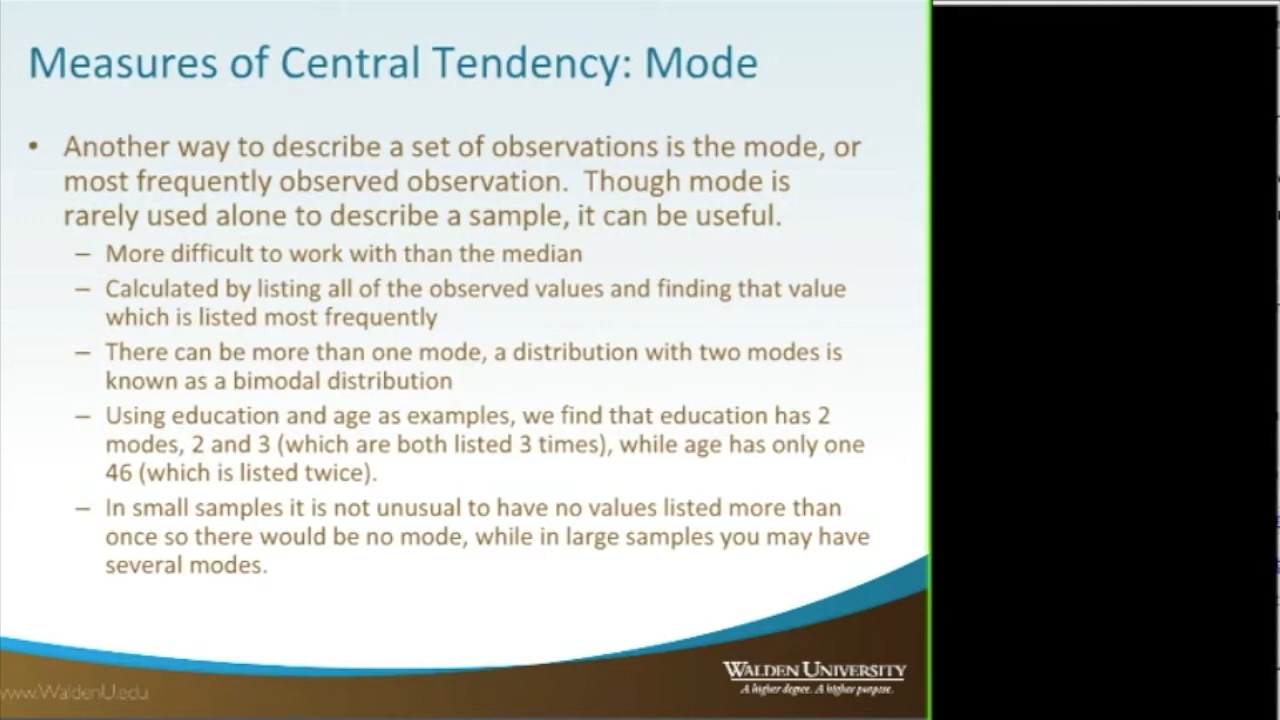 Measures of Central Tendency: Mode
• Another way to describe a set of observations is the mode, or
most frequently observed observation. Though mode is
rarely used alone to describe a sample, it can be useful.
– More difficult to work with than the median
– Calculated by listing all of the observed values and finding that value
which is listed most frequently
– There can be more than one mode, a distribution with two modes is
known as a bimodal distribution
– Using education and age as examples, we find that education has 2
modes, 2 and 3 (which are both listed 3 times), while age has only one
46 (which is listed twice).
– In small samples it is not unusual to have no values listed more than
once so there would be no mode, while in large samples you may have
several modes.
WALDEN UNIVERSITY
A higher degree. A higher purpose.
www.WaldenU.edu